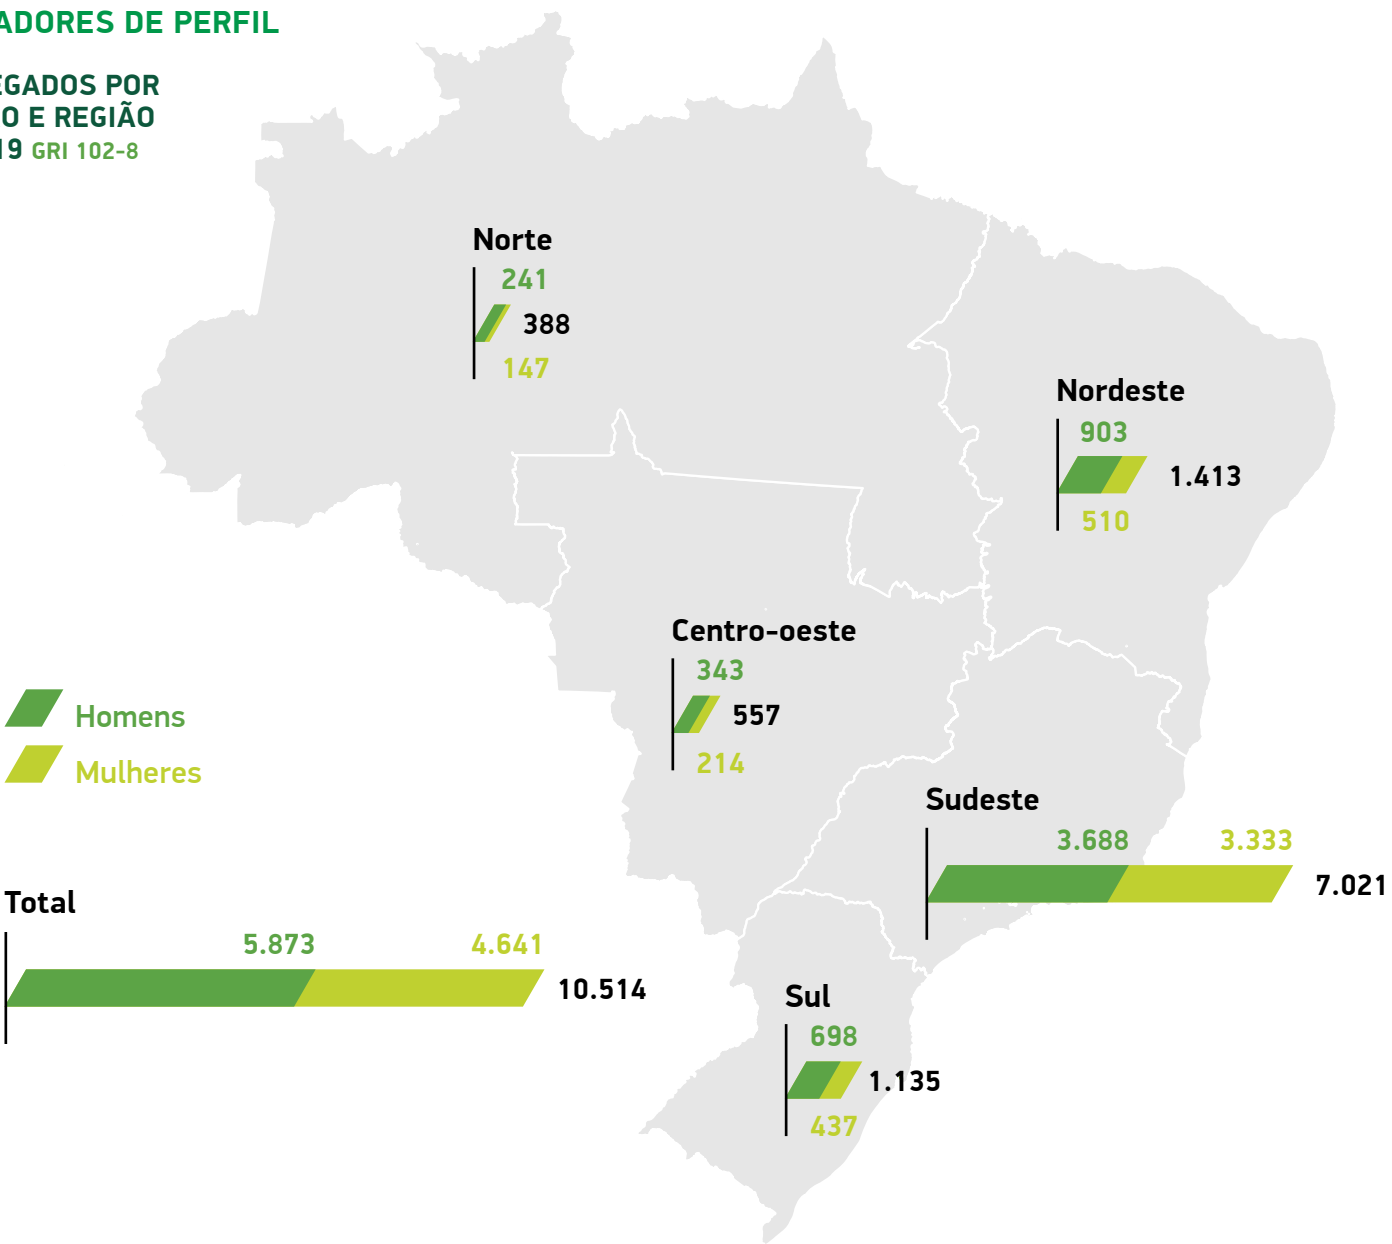 ADORES DE PERFIL
EGADOS POR
O E REGIÃO
19 GRI 102-8
Norte
241
388
147
Nordeste
903
1.413
510
Centro-oeste
343
557
214
Homens
Mulheres
Sudeste
3.688 3.333
7.021
Total
5.873 4.641
10.514
Sul
698
1.135
437